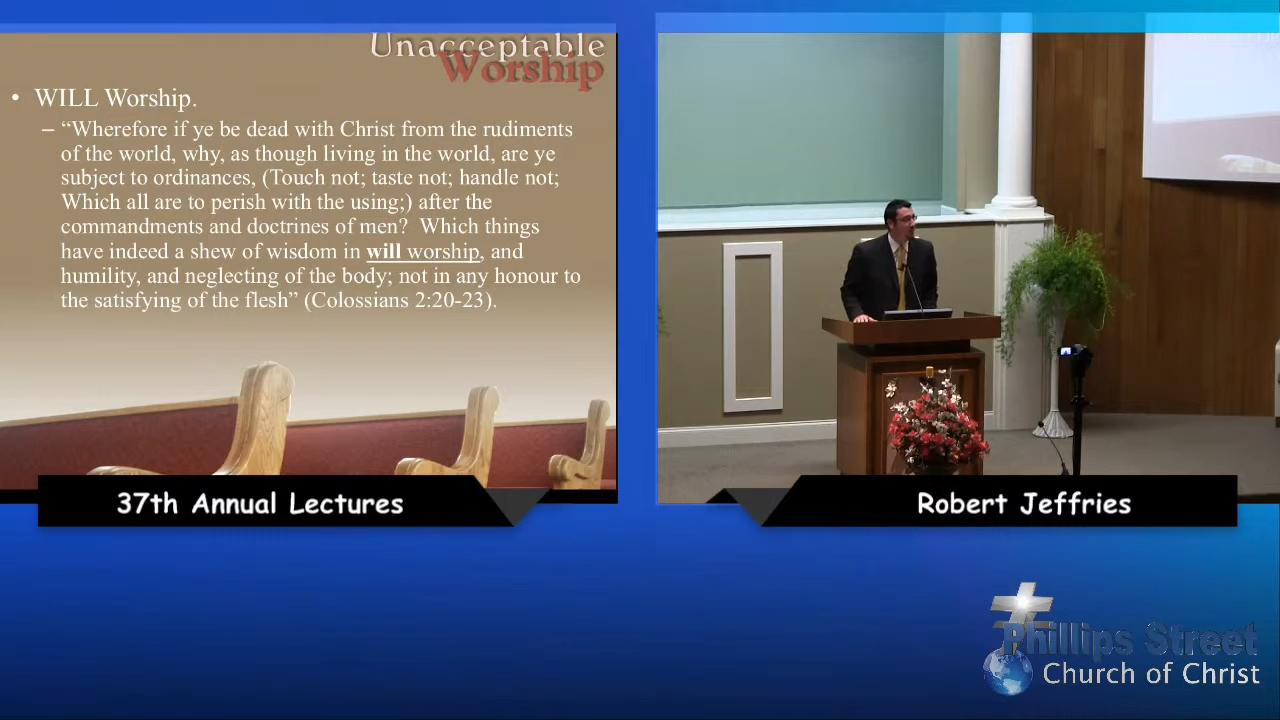 Unacceptable
Worship
• WILL Worship.
– “Wherefore if ye be dead with Christ from the rudiments
of the world, why, as though living in the world, are ye
subject to ordinances, (Touch not; taste not; handle not;
Which all are to perish with the using;) after the
commandments and doctrines of men?  Which things
have indeed a shew of wisdom in will worship, and
humility, and neglecting of the body; not in any honour to
the satisfying of the flesh” (Colossians 2:20-23).
37th Annual Lectures
Robert Jeffries
Phillips Street
Church of Christ